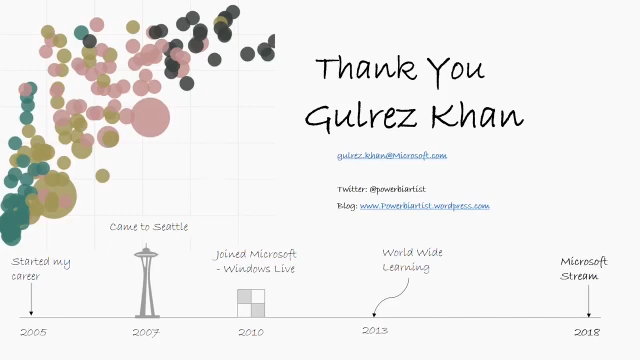 Thank You
Gulrez Khan
gulrez.khan@Microsoft.com
Twitter: @powerbiartist
Blog: www.Powerbiartist.wordpress.com
Came to Seattle
Started my
career
Joined Microsoft
- Windows Live
World Wide
Learning
Microsoft
Stream
2005
2007
2010
2013
2018